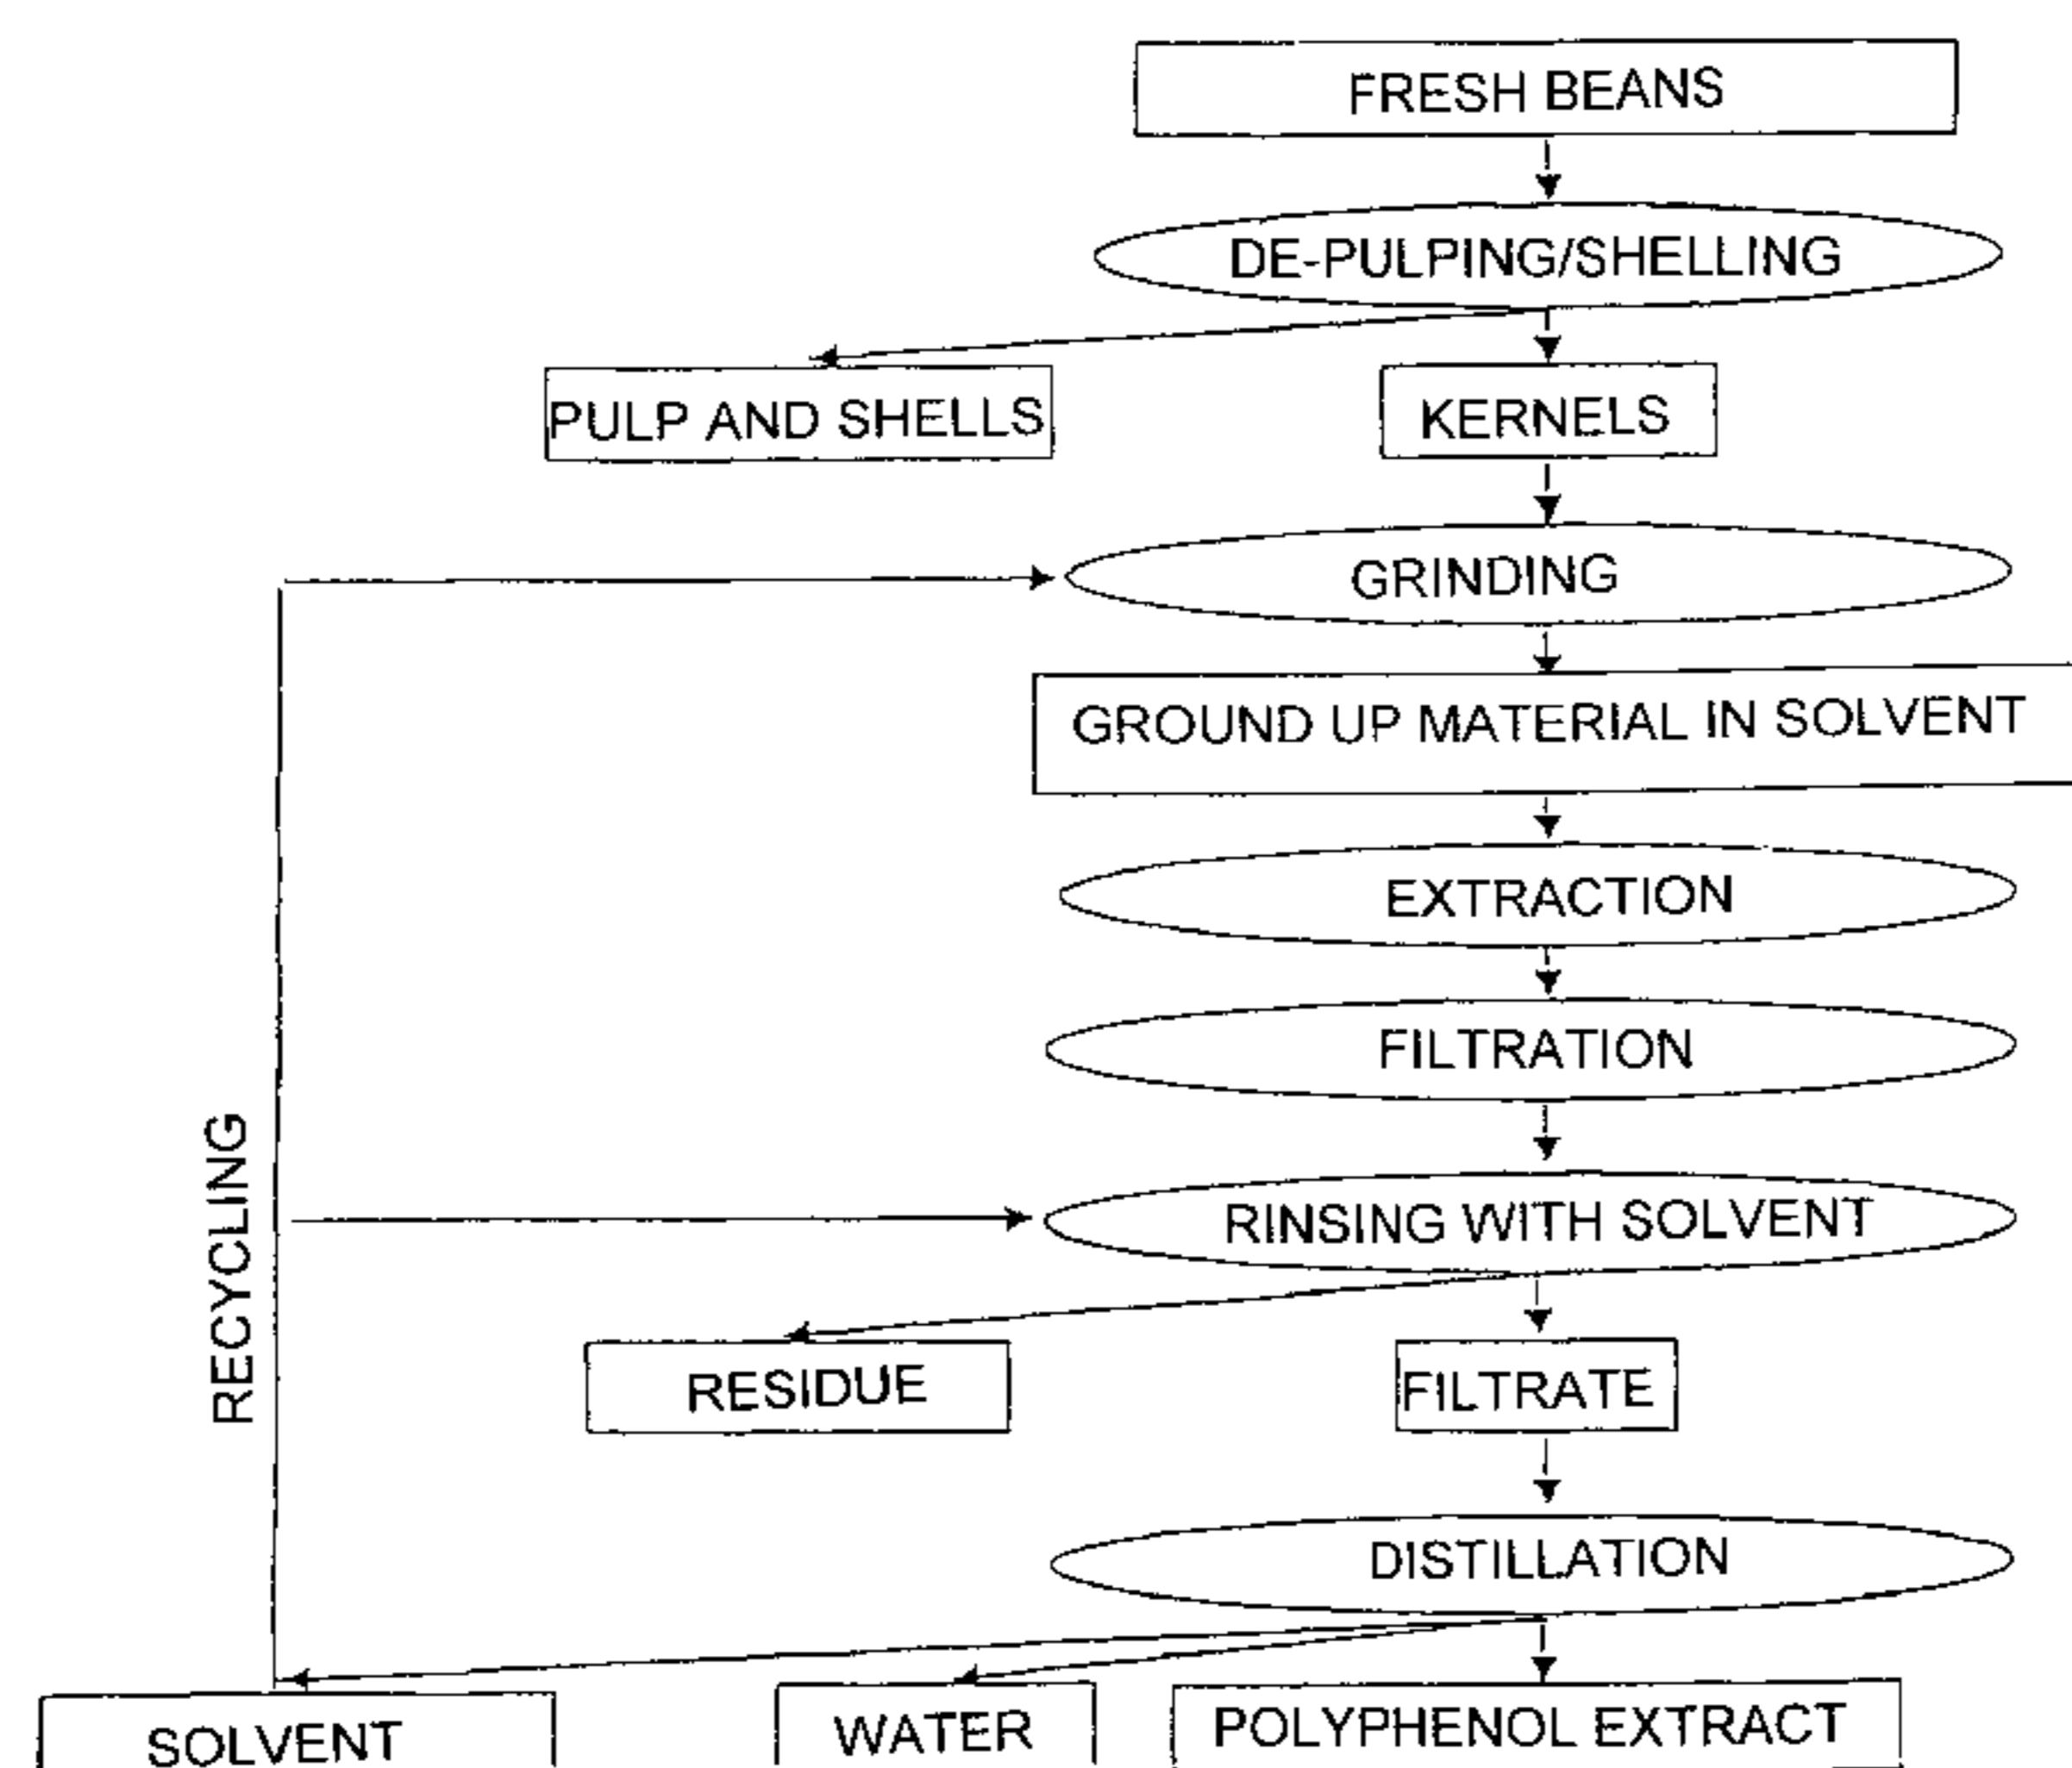 FRESH BEANS
DE-PULPING/SHELLING
PULP AND SHELLS
KERNELS
GRINDING
GROUND UP MATERIAL IN SOLVENT
EXTRACTION
FILTRATION
RECYCLING
RINSING WITH SOLVENT
RESIDUE
FILTRATE
DISTILLATION
SOLVENT
WATER
POLYPHENOL EXTRACT